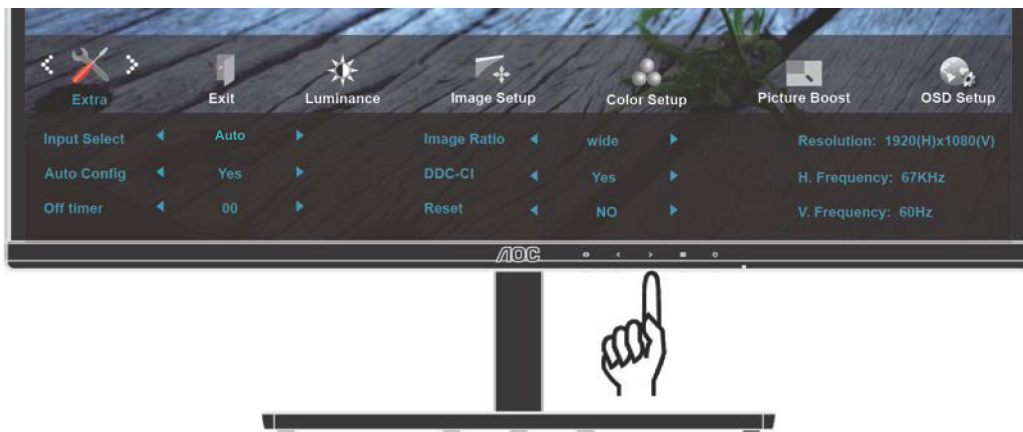 Extra Exit Luminance Image Setup Color Setup Picture Boost OSD Setup
Input Select Auto Image Ratio wide Resolution: 1920(H)x1080(V)
Auto Config Yes DDC-CI Yes H. Frequency: 67KHz
Off timer 00 Reset NO V. Frequency: 60Hz
AOC